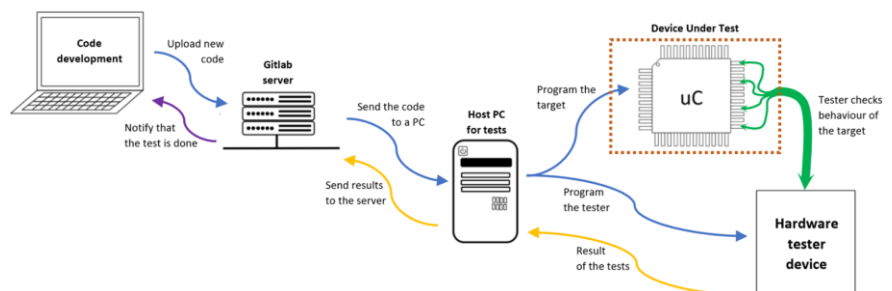 Code
development
Upload new
code
Notify that
the test is done
Gitlab
server
Send the code
to a PC
Send results
to the server
Host PC
for tests
Program the
target
Device Under Test
uC
Tester checks
behaviour of
the target
Program
the tester
Result
of the tests
Hardware
tester
device